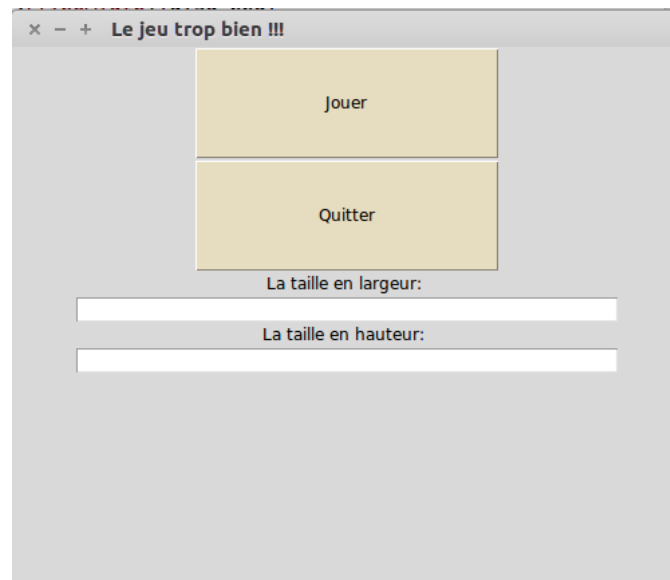 Le jeu trop bien !!!
Jouer
Quitter
La taille en largeur:
La taille en hauteur: